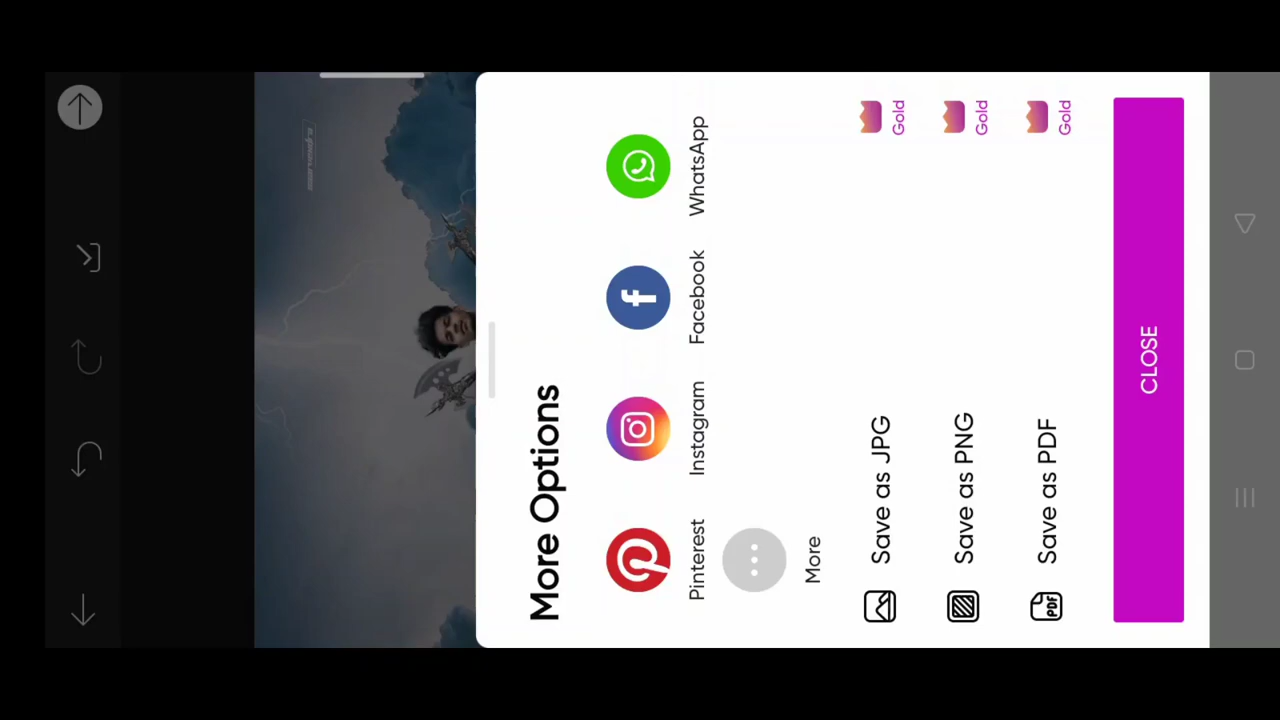 More Options
Pinterest
Instagram
Facebook
WhatsApp
More
Save as JPG
Gold
Save as PNG
Gold
PDF
Save as PDF
Gold
CLOSE